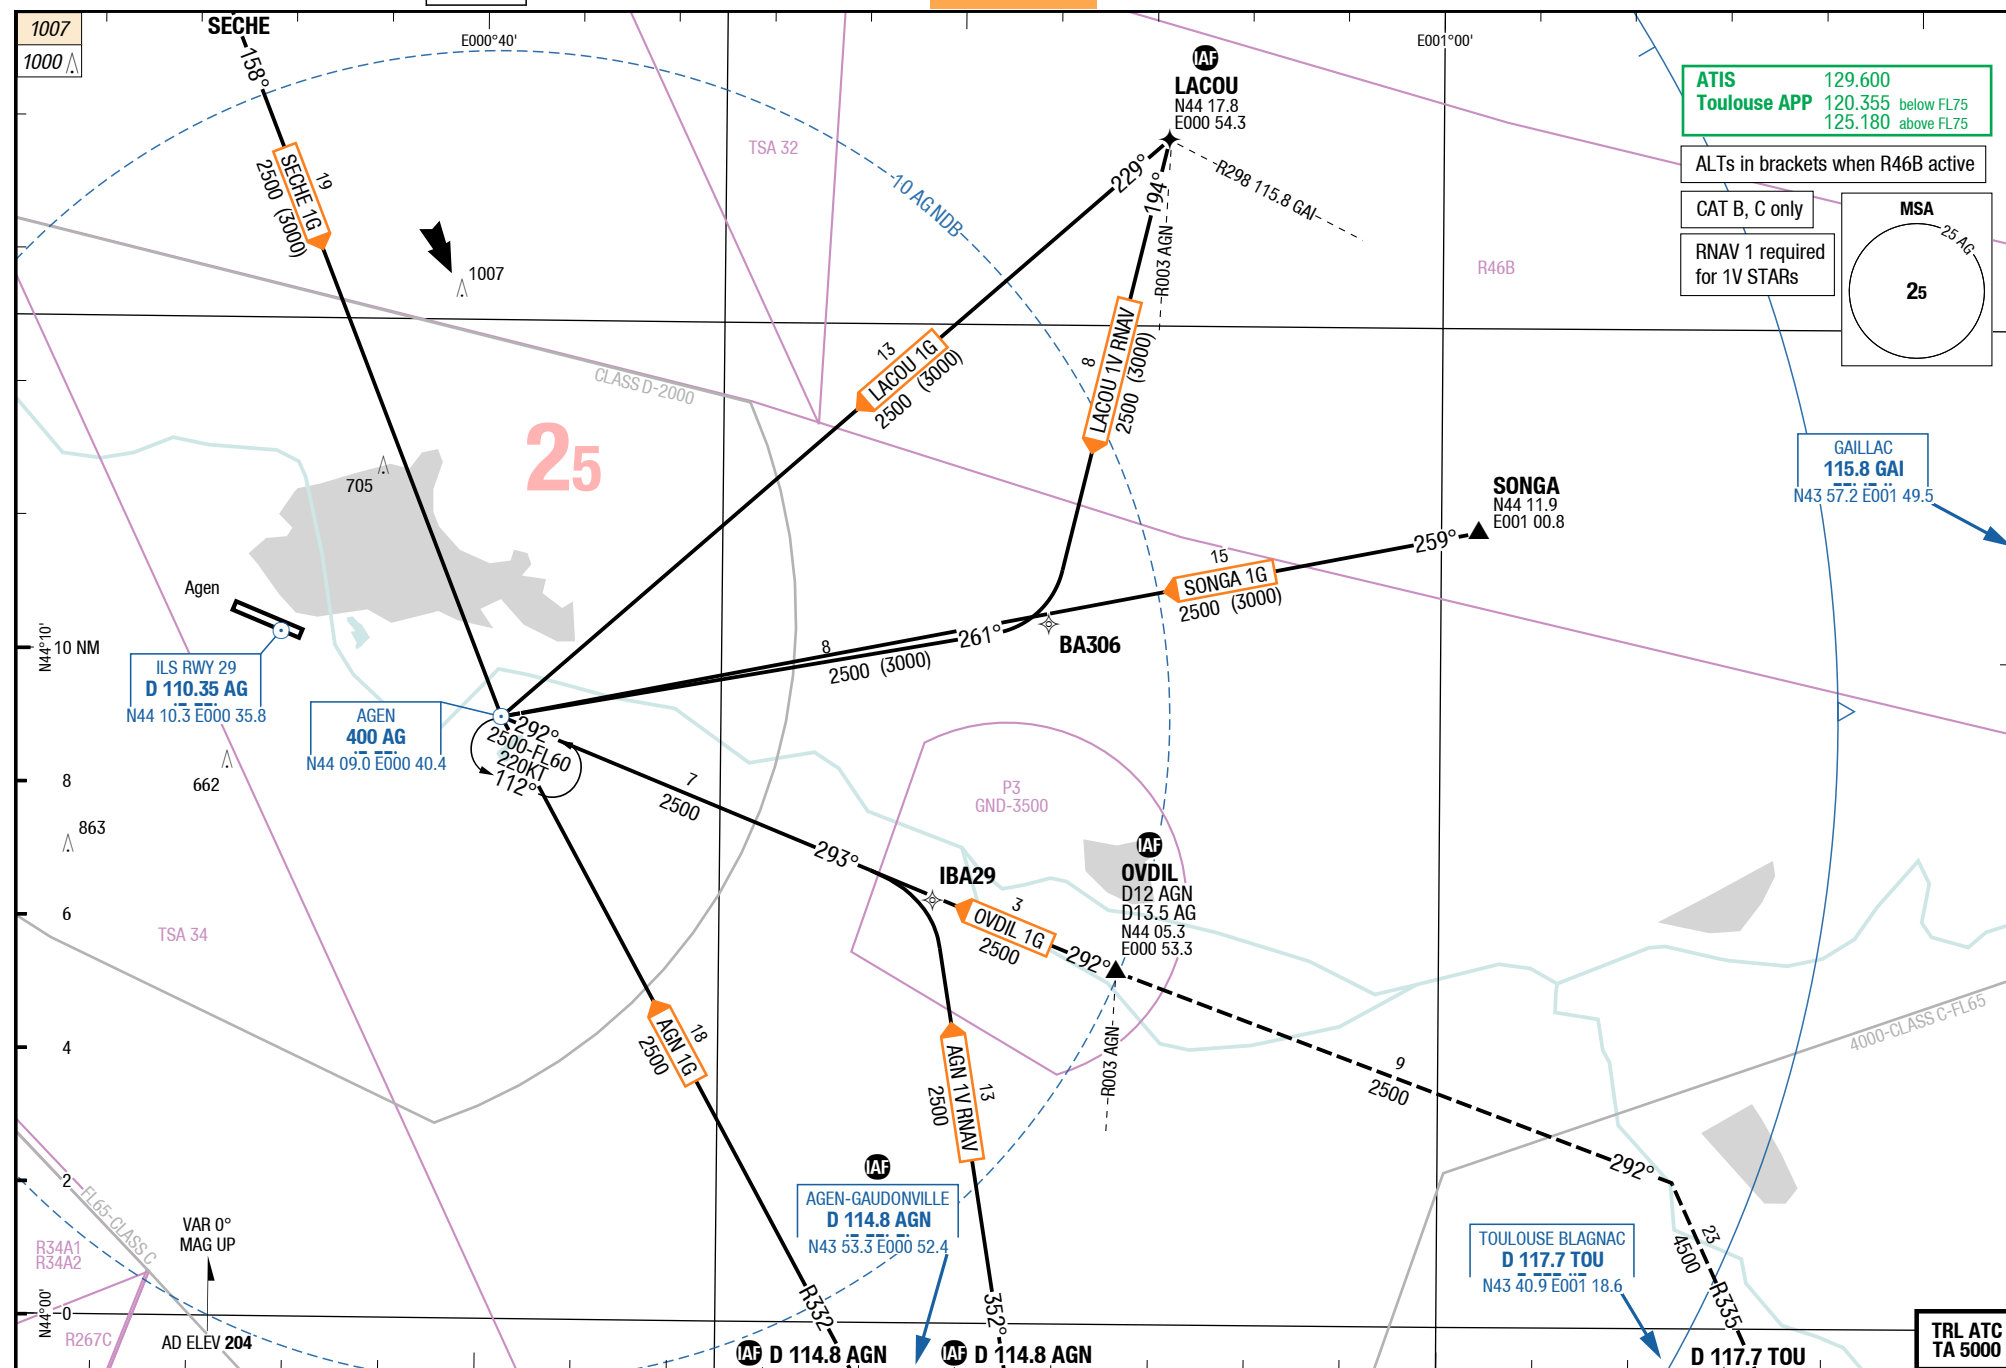 1007
1000
SECHE
E000°40'
E001°00'
158°
19
SECHE 1G
2500 (3000)
TSA 32
IAF
LACOU
N44 17.8
E000 54.3
229°
194°
R298 115.8 GAI
R003 AGN
10 AG NDB
ATIS 129.600
Toulouse APP 120.355 below FL75
125.180 above FL75
ALTs in brackets when R46B active
CAT B, C only
RNAV 1 required
for 1V STARs
MSA
25 AG
25
R46B
1007
CLASS D-2000
13
LACOU 1G
2500 (3000)
8
LACOU 1V RNAV
2500 (3000)
25
705
GAILLAC
115.8 GAI
N43 57.2 E001 49.5
SONGA
N44 11.9
E001 00.8
259°
15
SONGA 1G
2500 (3000)
Agen
N44°10'
10 NM
ILS RWY 29
D 110.35 AG
N44 10.3 E000 35.8
8
261°
2500 (3000)
BA306
AGEN
400 AG
N44 09.0 E000 40.4
292°
2500-FL60
220KT
112°
662
863
8
7
2500
P3
GND-3500
293°
IBA29
IAF
OVDIL
D12 AGN
D13.5 AG
N44 05.3
E000 53.3
3
OVDIL 1G
2500
292°
6
TSA 34
4
18
AGN 1G
2500
13
AGN 1V RNAV
2500
R003 AGN
9
2500
4000-CLASS C-FL65
292°
2
FL65-CLASS C
VAR 0°
MAG UP
R34A1
R34A2
IAF
AGEN-GAUDONVILLE
D 114.8 AGN
N43 53.3 E000 52.4
TOULOUSE BLAGNAC
D 117.7 TOU
N43 40.9 E001 18.6
23
4500
R335
N44°00'
0
R267C
AD ELEV 204
R332
352°
IAF D 114.8 AGN
IAF D 114.8 AGN
D 117.7 TOU
TRL ATC
TA 5000